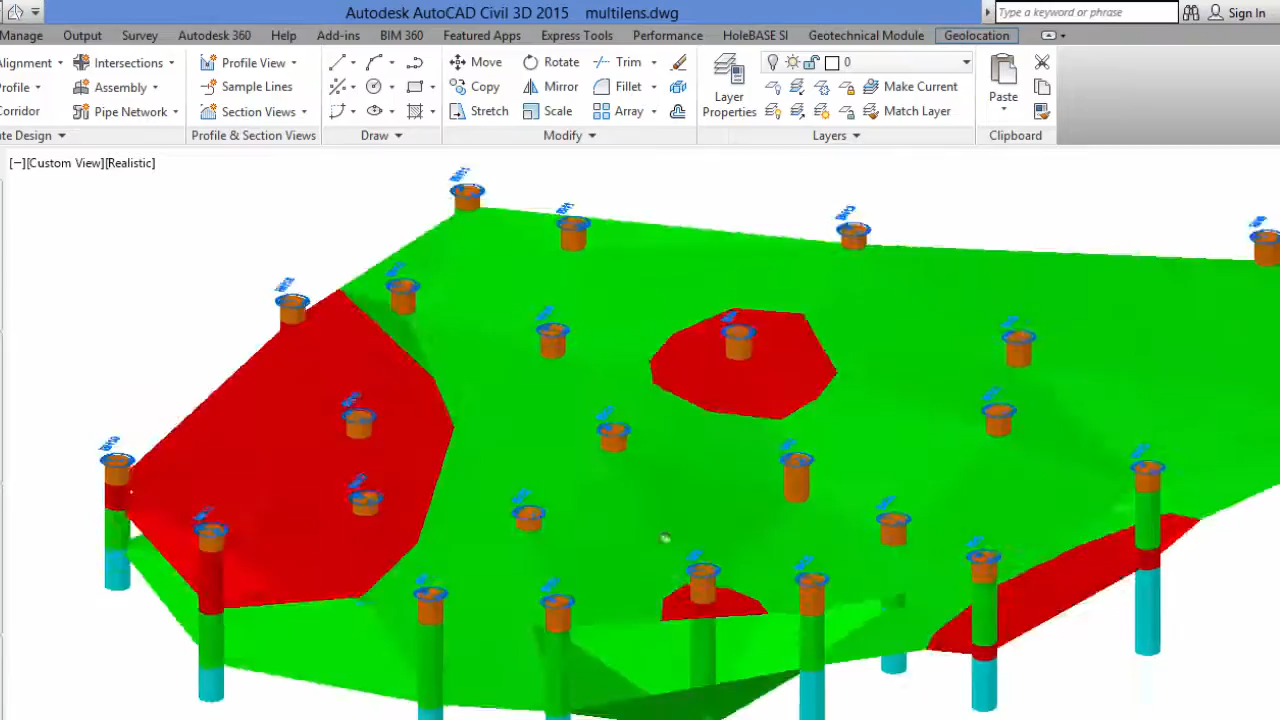 Autodesk AutoCAD Civil 3D 2015 multilens.dwg
Type a keyword or phrase
Sign In
Manage Output Survey Autodesk 360 Help Add-ins BIM 360 Featured Apps Express Tools Performance HoleBASE SI Geotechnical Module Geolocation
Alignment Intersections Profile View Move Rotate Trim 0
Profile Assembly Sample Lines Copy Mirror Fillet Make Current
Corridor Pipe Network Section Views Stretch Scale Array Layer Properties Match Layer Paste
Profile & Section Views Draw Modify Layers Clipboard
Design
[−][Custom View][Realistic]